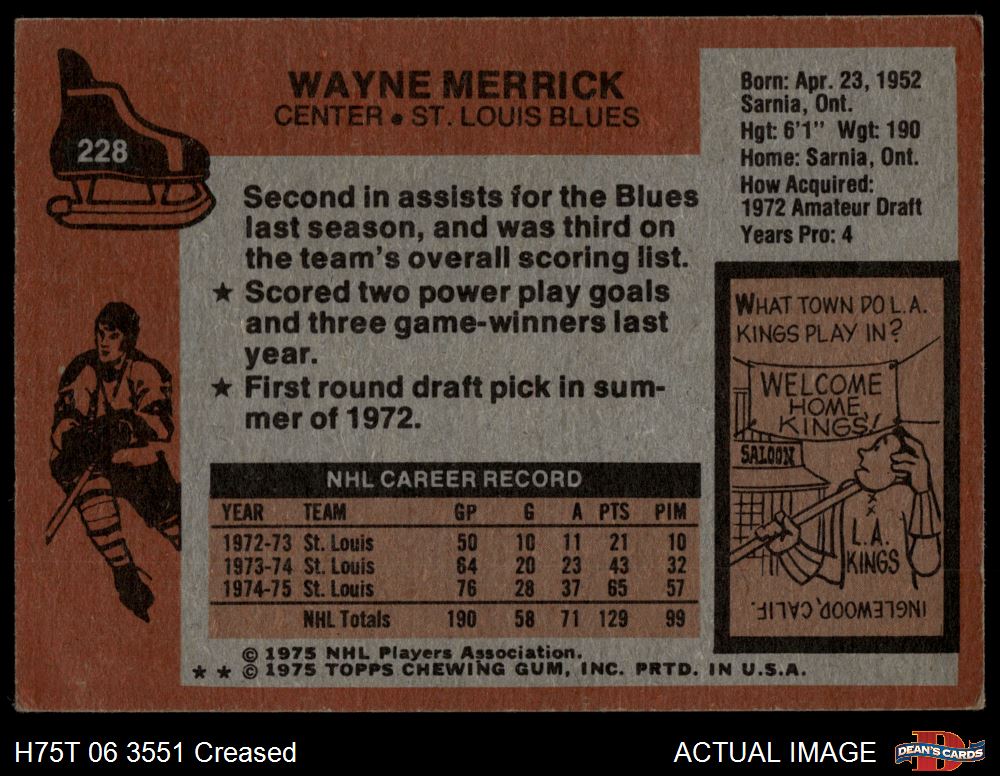 WAYNE MERRICK
CENTER • ST. LOUIS BLUES
228
Born: Apr. 23, 1952
Sarnia, Ont.
Hgt: 6'1" Wgt: 190
Home: Sarnia, Ont.
How Acquired:
1972 Amateur Draft
Years Pro: 4
Second in assists for the Blues
last season, and was third on
the team's overall scoring list.
★ Scored two power play goals
and three game-winners last
year.
★ First round draft pick in sum-
mer of 1972.
NHL CAREER RECORD
YEAR TEAM GP G A PTS PIM
1972-73 St. Louis 50 10 11 21 10
1973-74 St. Louis 64 20 23 43 32
1974-75 St. Louis 76 28 37 65 57
NHL Totals 190 58 71 129 99
© 1975 NHL Players Association.
★ ★ © 1975 TOPPS CHEWING GUM, INC. PRTD. IN U.S.A.
WHAT TOWN DO L.A.
KINGS PLAY IN?
WELCOME
HOME,
KINGS!
SALOON
L.A.
KINGS
INGLEWOOD, CALIF.
H75T 06 3551 Creased
ACTUAL IMAGE
DEAN'S CARDS